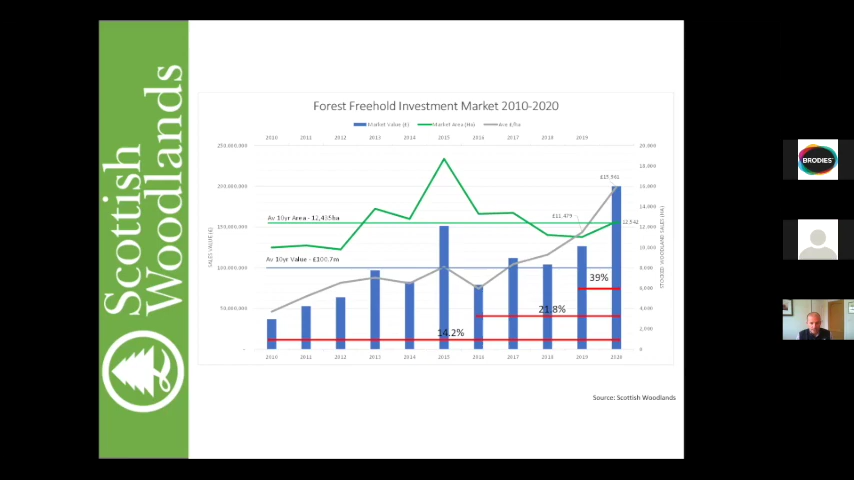 Scottish
Woodlands
Forest Freehold Investment Market 2010-2020
Market Value (£) Market Area (Ha) Ave £/ha
2010 2011 2012 2013 2014 2015 2016 2017 2018 2019
250,000,000
200,000,000
150,000,000
100,000,000
50,000,000
-
SALES VALUE (£)
20,000
18,000
16,000
14,000
12,000
10,000
8,000
6,000
4,000
2,000
0
STOCKED WOODLAND SALES (HA)
£15,961
£11,479
12,542
Av 10yr Area - 12,435ha
Av 10yr Value - £100.7m
39%
21.8%
14.2%
2010 2011 2012 2013 2014 2015 2016 2017 2018 2019 2020
Source: Scottish Woodlands
BRODIES